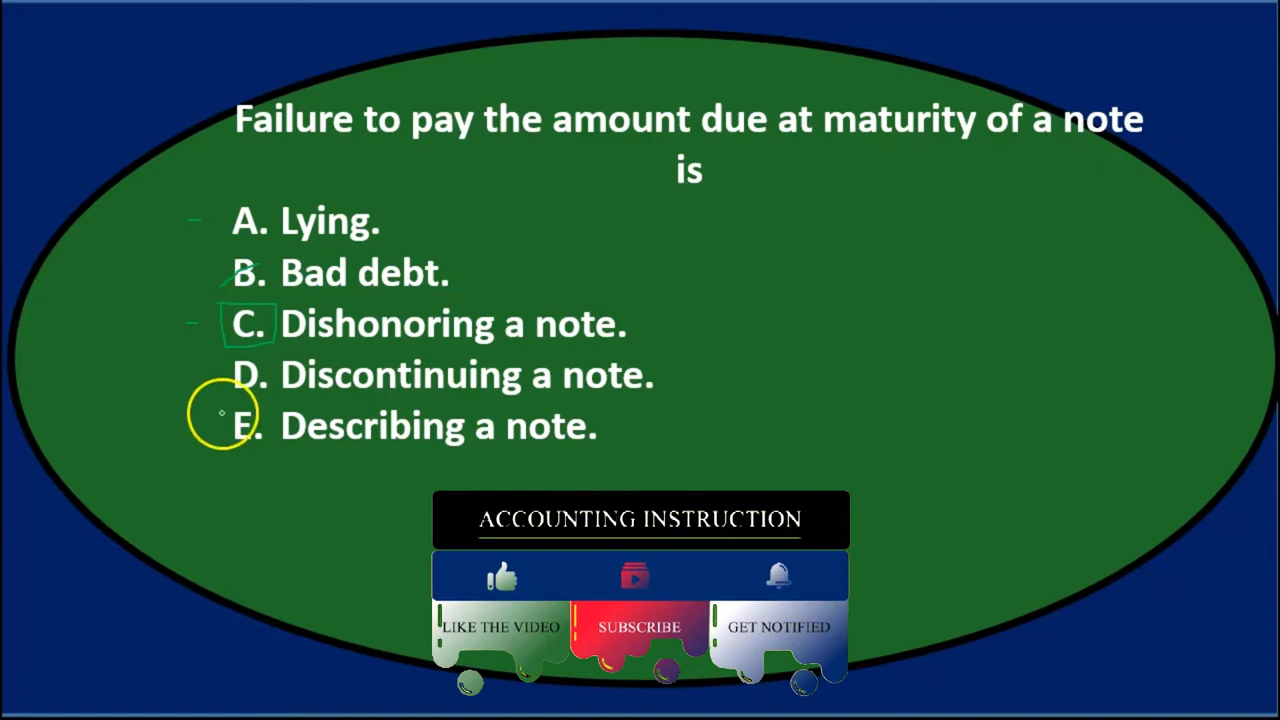 Failure to pay the amount due at maturity of a note
is
A. Lying.
B. Bad debt.
C. Dishonoring a note.
D. Discontinuing a note.
E. Describing a note.
ACCOUNTING INSTRUCTION
LIKE THE VIDEO
SUBSCRIBE
GET NOTIFIED